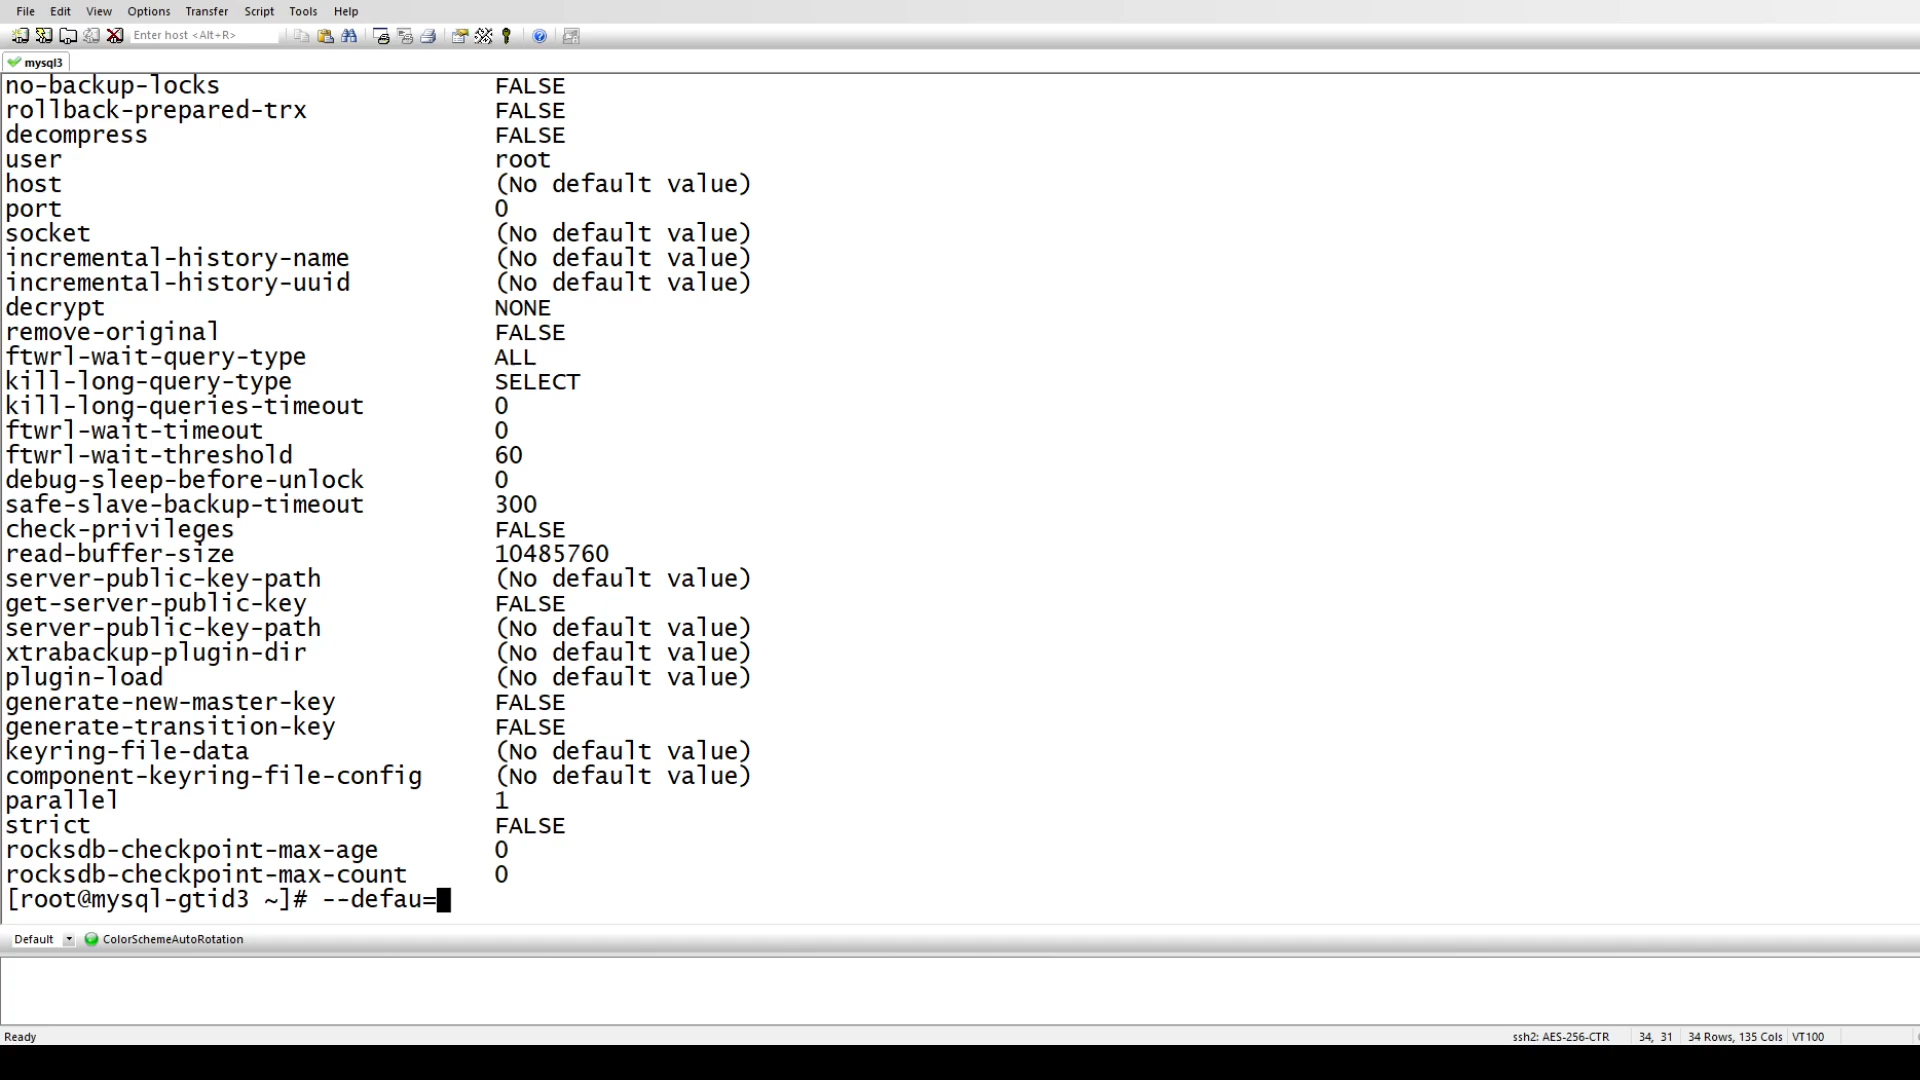 File Edit View Options Transfer Script Tools Help
Enter host <Alt+R>
mysql3
no-backup-locks FALSE
rollback-prepared-trx FALSE
decompress FALSE
user root
host (No default value)
port 0
socket (No default value)
incremental-history-name (No default value)
incremental-history-uuid (No default value)
decrypt NONE
remove-original FALSE
ftwrl-wait-query-type ALL
kill-long-query-type SELECT
kill-long-queries-timeout 0
ftwrl-wait-timeout 0
ftwrl-wait-threshold 60
debug-sleep-before-unlock 0
safe-slave-backup-timeout 300
check-privileges FALSE
read-buffer-size 10485760
server-public-key-path (No default value)
get-server-public-key FALSE
server-public-key-path (No default value)
xtrabackup-plugin-dir (No default value)
plugin-load (No default value)
generate-new-master-key FALSE
generate-transition-key FALSE
keyring-file-data (No default value)
component-keyring-file-config (No default value)
parallel 1
strict FALSE
rocksdb-checkpoint-max-age 0
rocksdb-checkpoint-max-count 0
[root@mysql-gtid3 ~]# --defau=
Default ColorSchemeAutoRotation
Ready ssh2: AES-256-CTR 34, 31 34 Rows, 135 Cols VT100